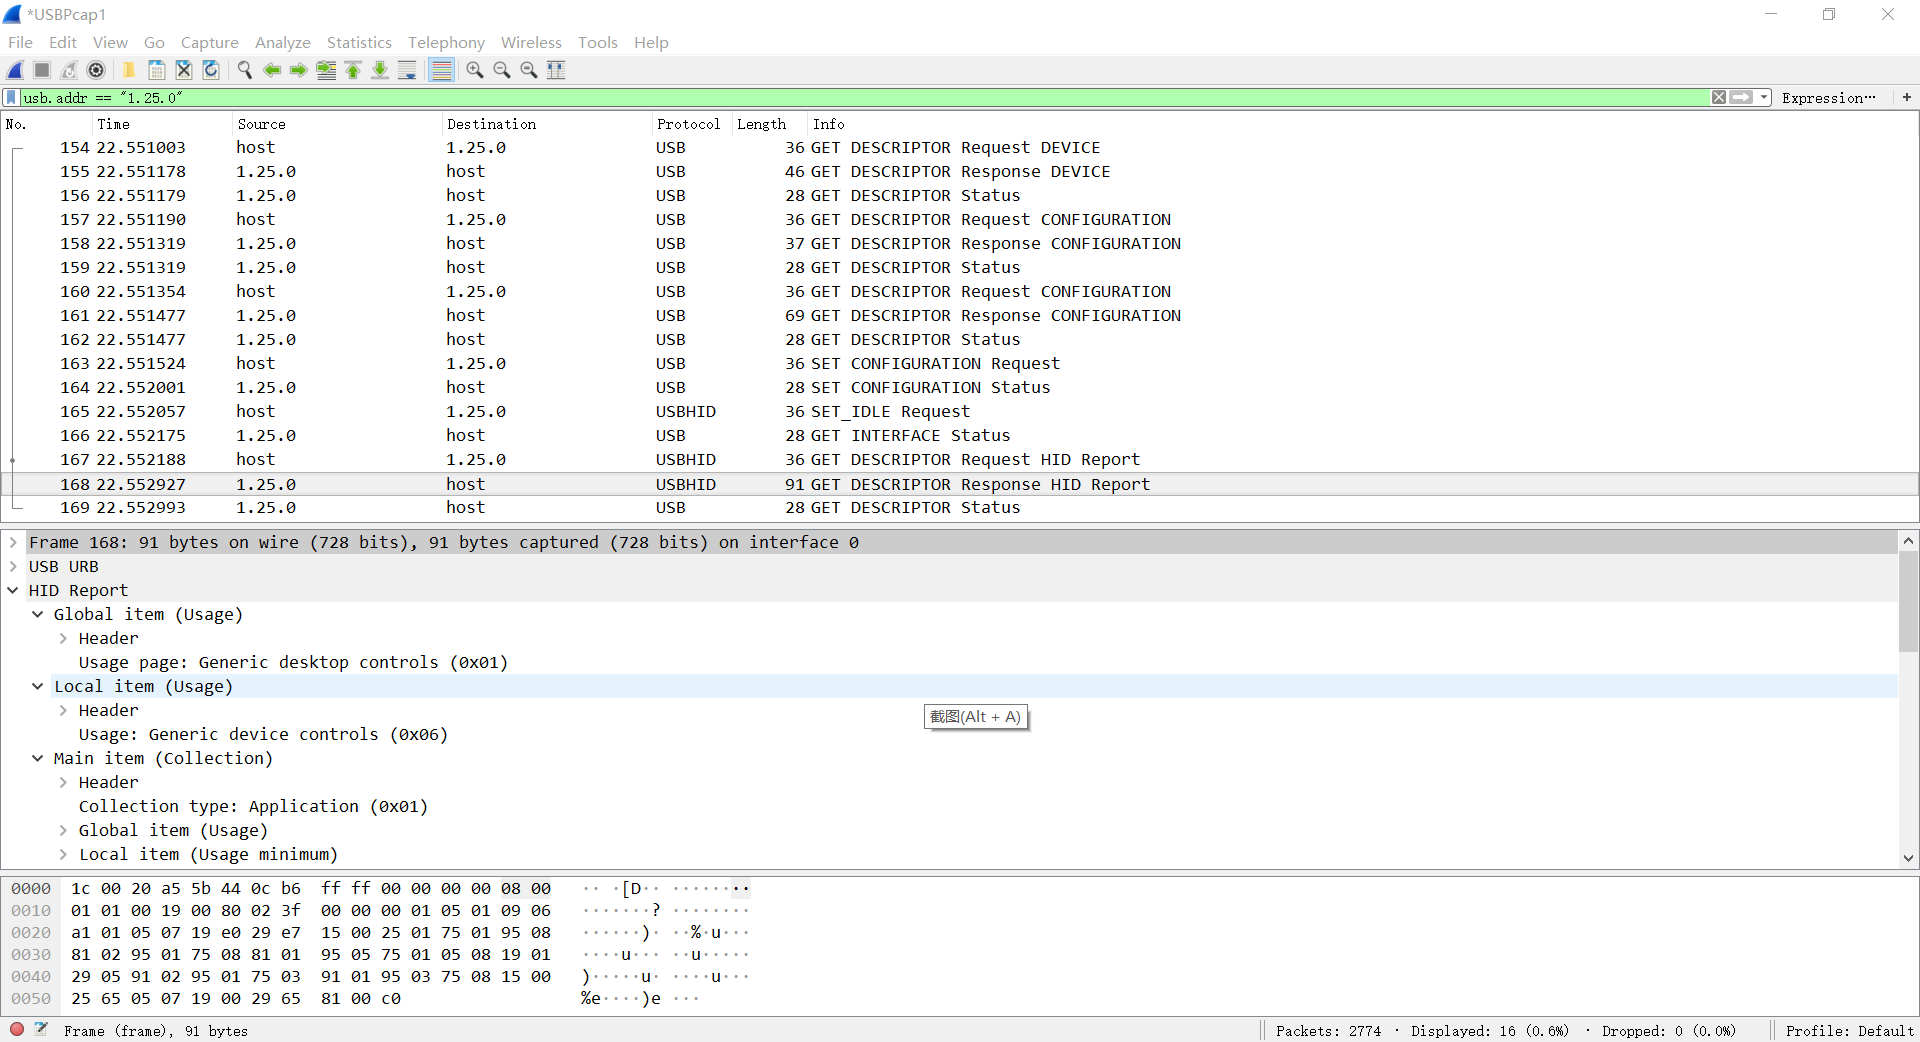 *USBPcap1
File Edit View Go Capture Analyze Statistics Telephony Wireless Tools Help
usb.addr == "1.25.0"
Expression…
+
No. Time Source Destination Protocol Length Info
154 22.551003 host 1.25.0 USB 36 GET DESCRIPTOR Request DEVICE
155 22.551178 1.25.0 host USB 46 GET DESCRIPTOR Response DEVICE
156 22.551179 1.25.0 host USB 28 GET DESCRIPTOR Status
157 22.551190 host 1.25.0 USB 36 GET DESCRIPTOR Request CONFIGURATION
158 22.551319 1.25.0 host USB 37 GET DESCRIPTOR Response CONFIGURATION
159 22.551319 1.25.0 host USB 28 GET DESCRIPTOR Status
160 22.551354 host 1.25.0 USB 36 GET DESCRIPTOR Request CONFIGURATION
161 22.551477 1.25.0 host USB 69 GET DESCRIPTOR Response CONFIGURATION
162 22.551477 1.25.0 host USB 28 GET DESCRIPTOR Status
163 22.551524 host 1.25.0 USB 36 SET CONFIGURATION Request
164 22.552001 1.25.0 host USB 28 SET CONFIGURATION Status
165 22.552057 host 1.25.0 USBHID 36 SET_IDLE Request
166 22.552175 1.25.0 host USB 28 GET INTERFACE Status
167 22.552188 host 1.25.0 USBHID 36 GET DESCRIPTOR Request HID Report
168 22.552927 1.25.0 host USBHID 91 GET DESCRIPTOR Response HID Report
169 22.552993 1.25.0 host USB 28 GET DESCRIPTOR Status
Frame 168: 91 bytes on wire (728 bits), 91 bytes captured (728 bits) on interface 0
USB URB
HID Report
Global item (Usage)
Header
Usage page: Generic desktop controls (0x01)
Local item (Usage)
Header
截图(Alt + A)
Usage: Generic device controls (0x06)
Main item (Collection)
Header
Collection type: Application (0x01)
Global item (Usage)
Local item (Usage minimum)
0000 1c 00 20 a5 5b 44 0c b6 ff ff 00 00 00 00 08 00 ·· ·[D·· ········
0010 01 01 00 19 00 80 02 3f 00 00 00 01 05 01 09 06 ·······? ········
0020 a1 01 05 07 19 e0 29 e7 15 00 25 01 75 01 95 08 ······)· ··%·u···
0030 81 02 95 01 75 08 81 01 95 05 75 01 05 08 19 01 ····u··· ··u·····
0040 29 05 91 02 95 01 75 03 91 01 95 03 75 08 15 00 )·····u· ····u···
0050 25 65 05 07 19 00 29 65 81 00 c0 %e····)e ···
Frame (frame), 91 bytes
Packets: 2774 · Displayed: 16 (0.6%) · Dropped: 0 (0.0%)
Profile: Default